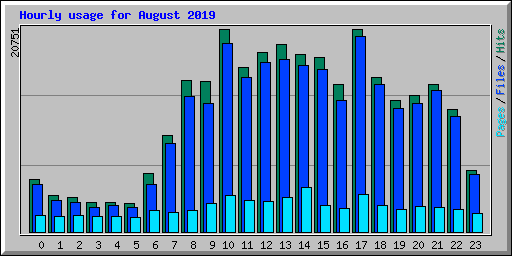 Hourly usage for August 2019
20751
Pages/Files/Hits
0 1 2 3 4 5 6 7 8 9 10 11 12 13 14 15 16 17 18 19 20 21 22 23